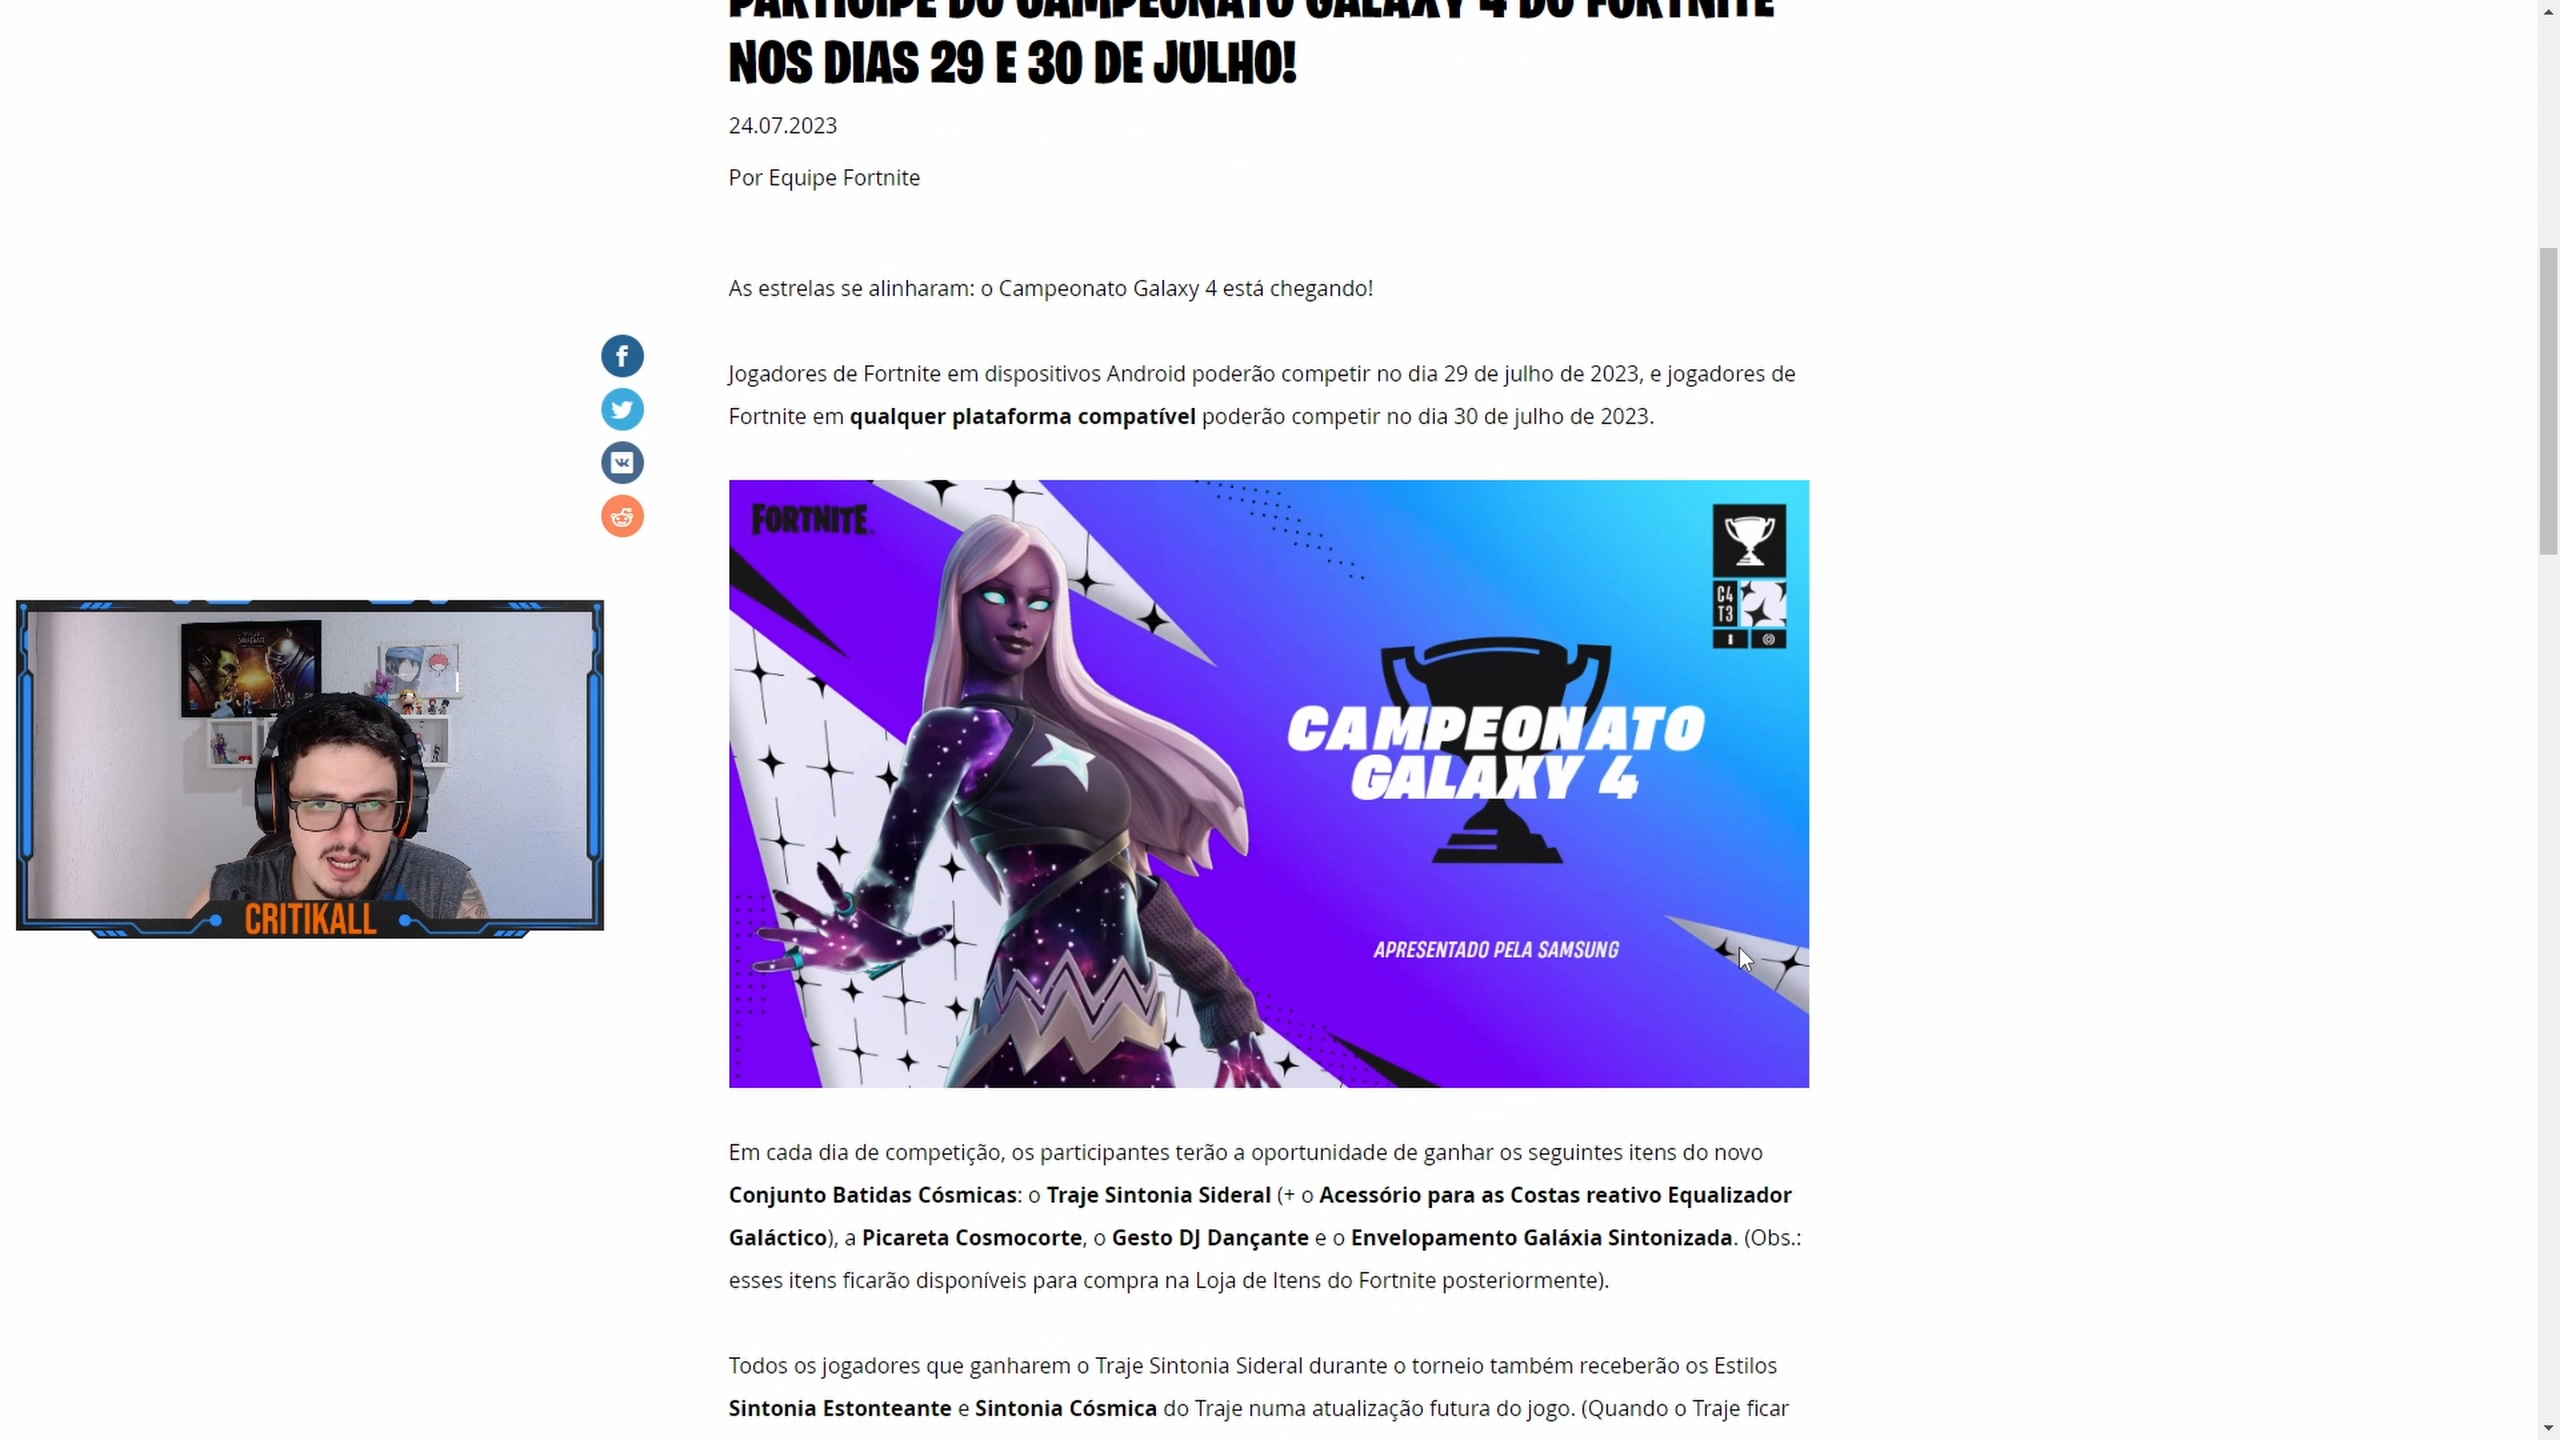 PARTICIPE DO CAMPEONATO GALAXY 4 DO FORTNITE
NOS DIAS 29 E 30 DE JULHO!
24.07.2023
Por Equipe Fortnite
As estrelas se alinharam: o Campeonato Galaxy 4 está chegando!
Jogadores de Fortnite em dispositivos Android poderão competir no dia 29 de julho de 2023, e jogadores de
Fortnite em qualquer plataforma compatível poderão competir no dia 30 de julho de 2023.
FORTNITE
C4
T3
CAMPEONATO
GALAXY 4
APRESENTADO PELA SAMSUNG
CRITIKALL
Em cada dia de competição, os participantes terão a oportunidade de ganhar os seguintes itens do novo
Conjunto Batidas Cósmicas: o Traje Sintonia Sideral (+ o Acessório para as Costas reativo Equalizador
Galáctico), a Picareta Cosmocorte, o Gesto DJ Dançante e o Envelopamento Galáxia Sintonizada. (Obs.:
esses itens ficarão disponíveis para compra na Loja de Itens do Fortnite posteriormente).
Todos os jogadores que ganharem o Traje Sintonia Sideral durante o torneio também receberão os Estilos
Sintonia Estonteante e Sintonia Cósmica do Traje numa atualização futura do jogo. (Quando o Traje ficar